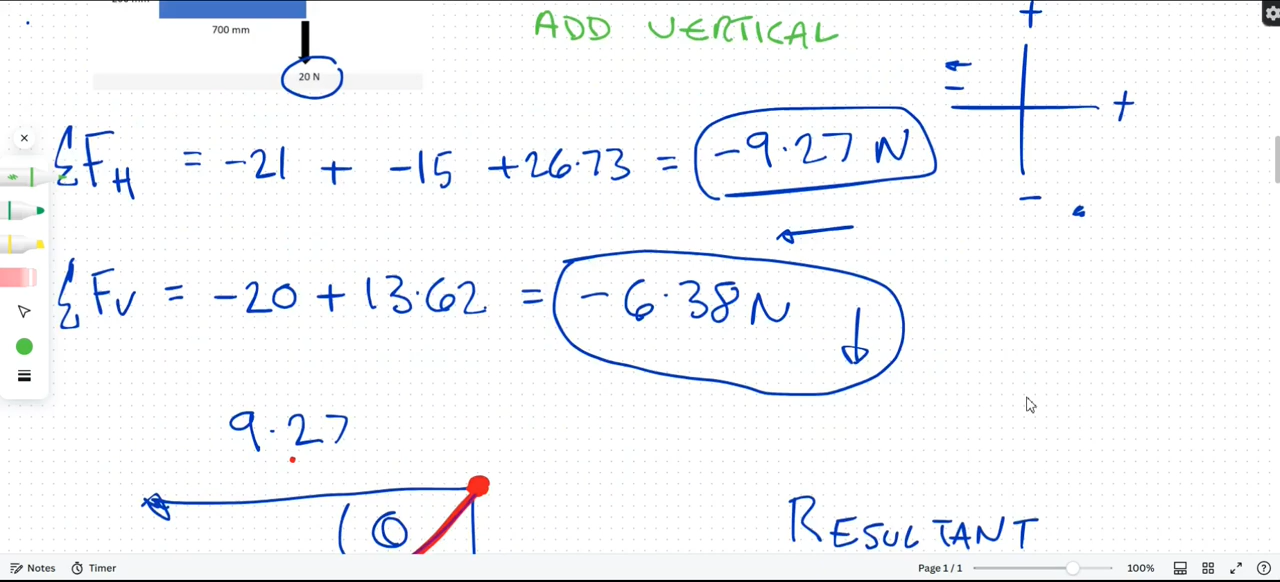 700 mm
20 N
ADD VERTICAL
+
+
-
-
ΣFH = -21 + -15 +26.73 = -9.27 N
ΣFv = -20 + 13.62 = -6.38 N
9.27
RESULTANT
Notes Timer Page 1 / 1 100%